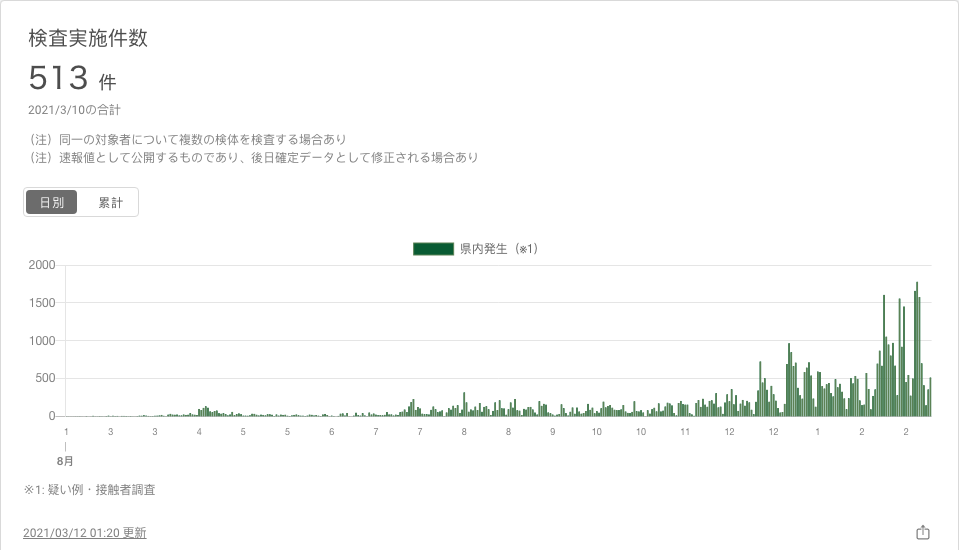 検査実施件数
513 件
2021/3/10の合計
（注）同一の対象者について複数の検体を検査する場合あり
（注）速報値として公開するものであり、後日確定データとして修正される場合あり
日別 累計
県内発生（※1）
2000
1500
1000
500
0
1 3 3 4 5 5 6 7 7 8 8 9 10 10 11 12 12 1 2 2
8月
※1: 疑い例・接触者調査
2021/03/12 01:20 更新